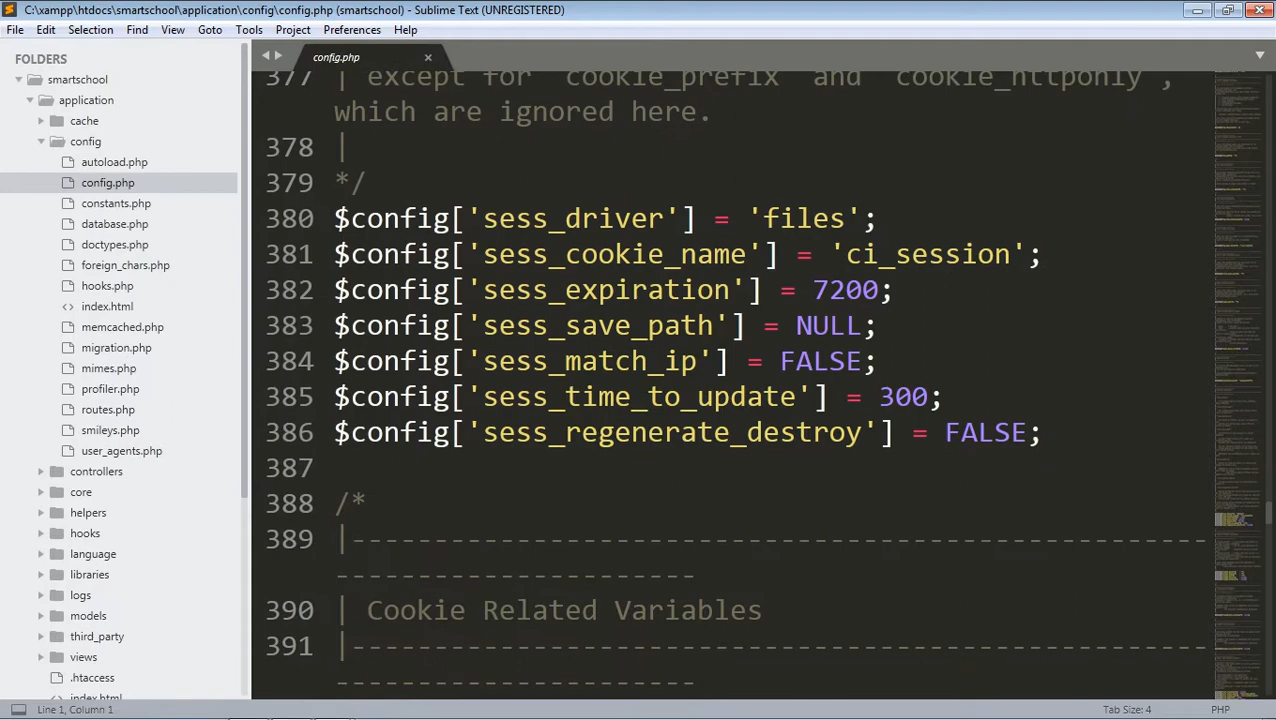 C:\xampp\htdocs\smartschool\application\config\config.php (smartschool) - Sublime Text (UNREGISTERED)
File Edit Selection Find View Goto Tools Project Preferences Help
FOLDERS
smartschool
application
cache
config
autoload.php
config.php
constants.php
database.php
doctypes.php
foreign_chars.php
hooks.php
index.html
memcached.php
migration.php
mrmes.php
profiler.php
routes.php
smileys.php
user_agents.php
controllers
core
helpers
hooks
language
libraries
logs
models
third_party
views
.htaccess
index.html
config.php
377 | except for 'cookie_prefix' and 'cookie_httponly',
which are ignored here.
378 |
379 */
380 $config['sess_driver'] = 'files';
381 $config['sess_cookie_name'] = 'ci_session';
382 $config['sess_expiration'] = 7200;
383 $config['sess_save_path'] = NULL;
384 $config['sess_match_ip'] = FALSE;
385 $config['sess_time_to_update'] = 300;
386 $config['sess_regenerate_destroy'] = FALSE;
387
388 /*
389 |----------------------------------------------------
----------------------
390 | Cookie Related Variables
391 |----------------------------------------------------
----------------------
Line 1, Column 1
Tab Size: 4 PHP